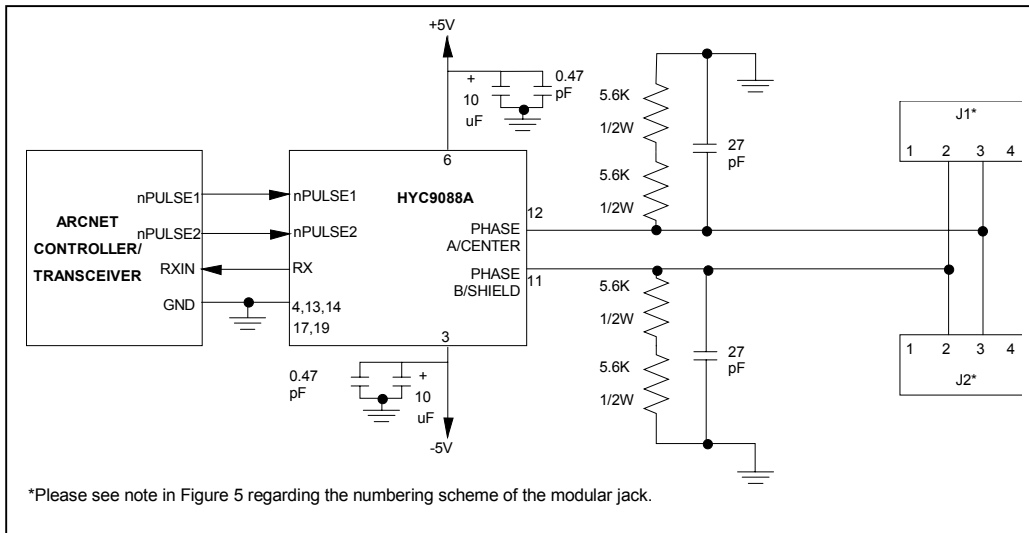 +5V
+
10
uF
0.47
pF
5.6K
1/2W
5.6K
1/2W
27
pF
J1*
1 2 3 4
6
HYC9088A
nPULSE1
nPULSE1
nPULSE2
nPULSE2
ARCNET
CONTROLLER/
TRANSCEIVER
RXIN
RX
GND
4,13,14
17,19
12
PHASE
A/CENTER
PHASE
B/SHIELD
11
3
0.47
pF
+
10
uF
-5V
5.6K
1/2W
5.6K
1/2W
27
pF
1 2 3 4
J2*
*Please see note in Figure 5 regarding the numbering scheme of the modular jack.